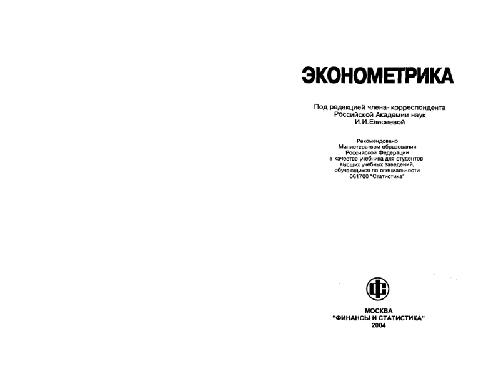 ЭКОНОМЕТРИКА
Под редакцией члена-корреспондента
Российской Академии наук
И.И.Елисеевой
Рекомендовано
Министерством образования
Российской Федерации
в качестве учебника для студентов
высших учебных заведений,
обучающихся по специальности
"Статистика"
МОСКВА
"ФИНАНСЫ И СТАТИСТИКА"
2004